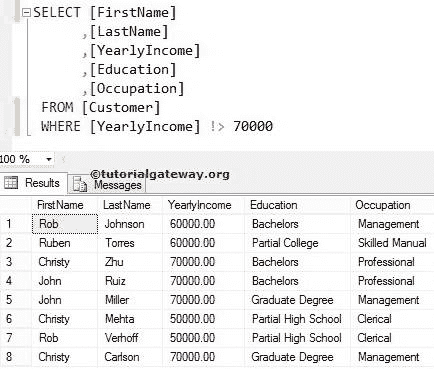 SELECT [FirstName]
,[LastName]
,[YearlyIncome]
,[Education]
,[Occupation]
FROM [Customer]
WHERE [YearlyIncome] !> 70000
100 %
©tutorialgateway.org
Results Messages
FirstName LastName YearlyIncome Education Occupation
1 Rob Johnson 60000.00 Bachelors Management
2 Ruben Torres 60000.00 Partial College Skilled Manual
3 Christy Zhu 70000.00 Bachelors Professional
4 John Ruiz 70000.00 Bachelors Professional
5 John Miller 70000.00 Graduate Degree Management
6 Christy Mehta 50000.00 Partial High School Clerical
7 Rob Verhoff 50000.00 Partial High School Clerical
8 Christy Carlson 70000.00 Graduate Degree Management